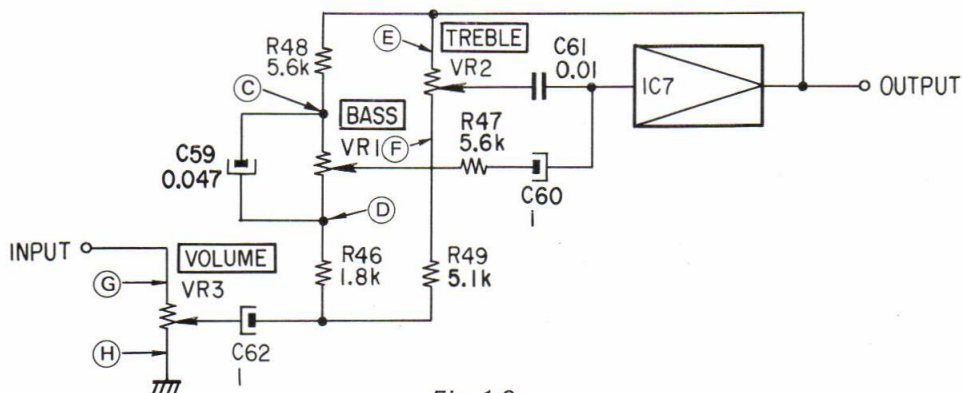 E
TREBLE
R48
5.6k
C61
0.01
VR2
IC7
OUTPUT
C
BASS
R47
5.6k
VR1
F
C59
0.047
C60
1
D
INPUT
VOLUME
R46
1.8k
R49
5.1k
G
VR3
H
C62
1